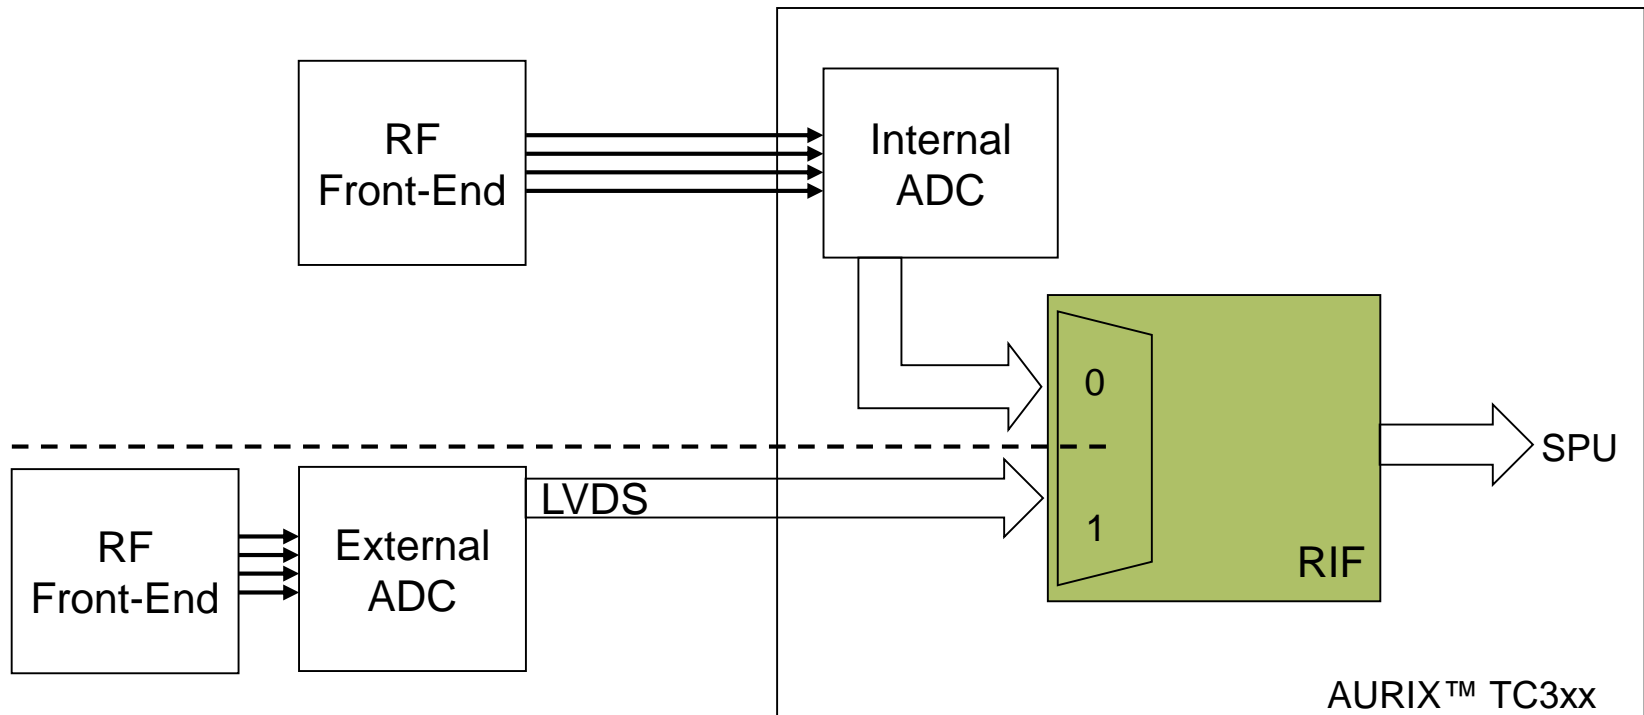 RF
Front-End
Internal
ADC
0
SPU
LVDS
1
RF
Front-End
External
ADC
RIF
AURIX™ TC3xx